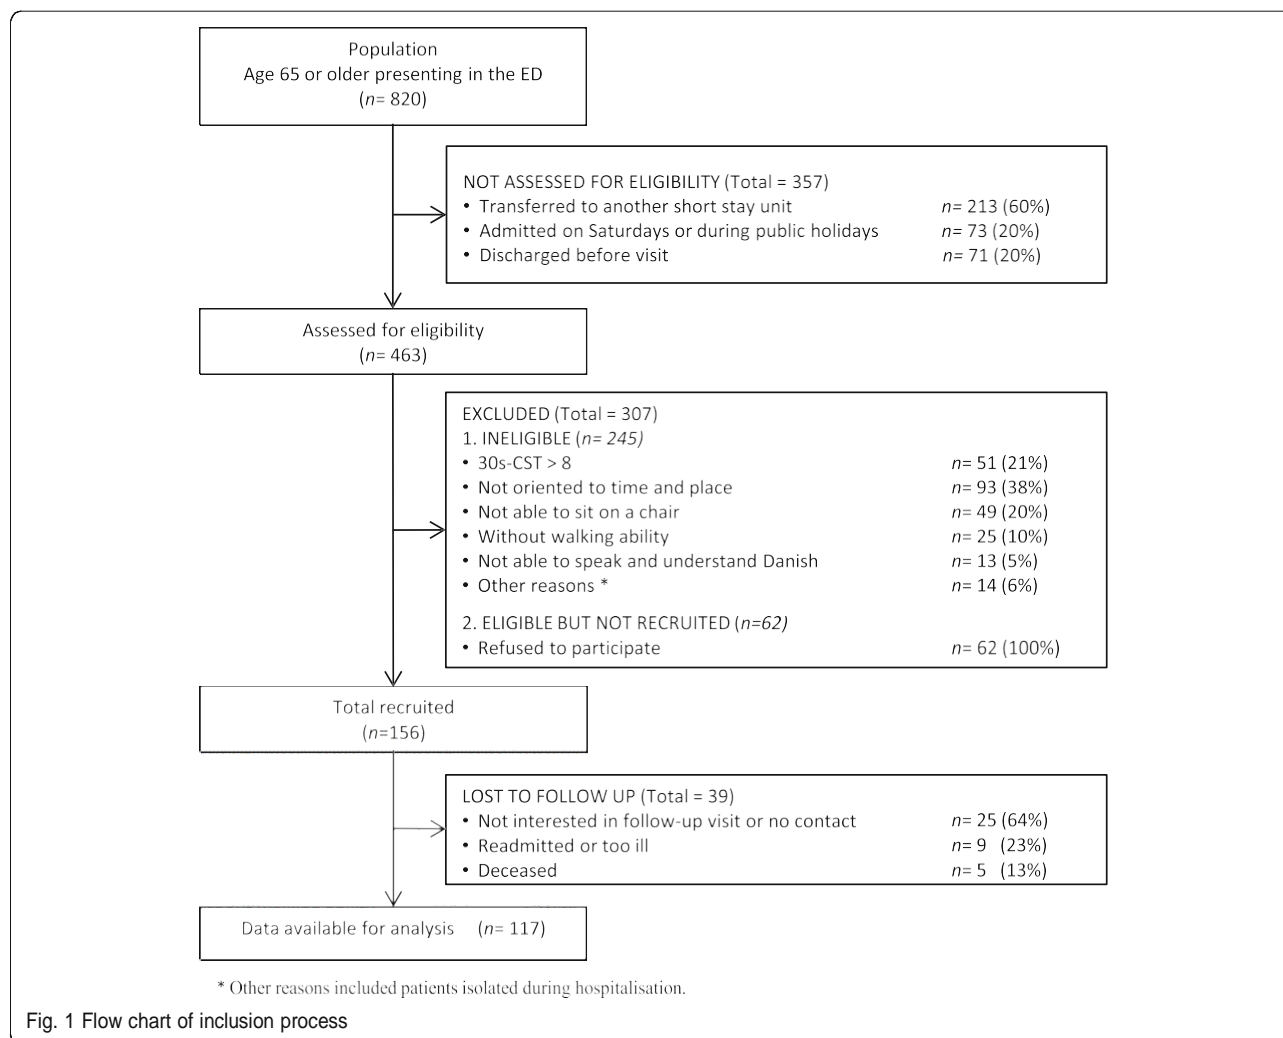 Population
Age 65 or older presenting in the ED
(n= 820)
NOT ASSESSED FOR ELIGIBILITY (Total = 357)
• Transferred to another short stay unit n= 213 (60%)
• Admitted on Saturdays or during public holidays n= 73 (20%)
• Discharged before visit n= 71 (20%)
Assessed for eligibility
(n= 463)
EXCLUDED (Total = 307)
1. INELIGIBLE (n= 245)
• 30s-CST > 8 n= 51 (21%)
• Not oriented to time and place n= 93 (38%)
• Not able to sit on a chair n= 49 (20%)
• Without walking ability n= 25 (10%)
• Not able to speak and understand Danish n= 13 (5%)
• Other reasons * n= 14 (6%)
2. ELIGIBLE BUT NOT RECRUITED (n=62)
• Refused to participate n= 62 (100%)
Total recruited
(n=156)
LOST TO FOLLOW UP (Total = 39)
• Not interested in follow-up visit or no contact n= 25 (64%)
• Readmitted or too ill n= 9 (23%)
• Deceased n= 5 (13%)
Data available for analysis (n= 117)
* Other reasons included patients isolated during hospitalisation.
Fig. 1 Flow chart of inclusion process